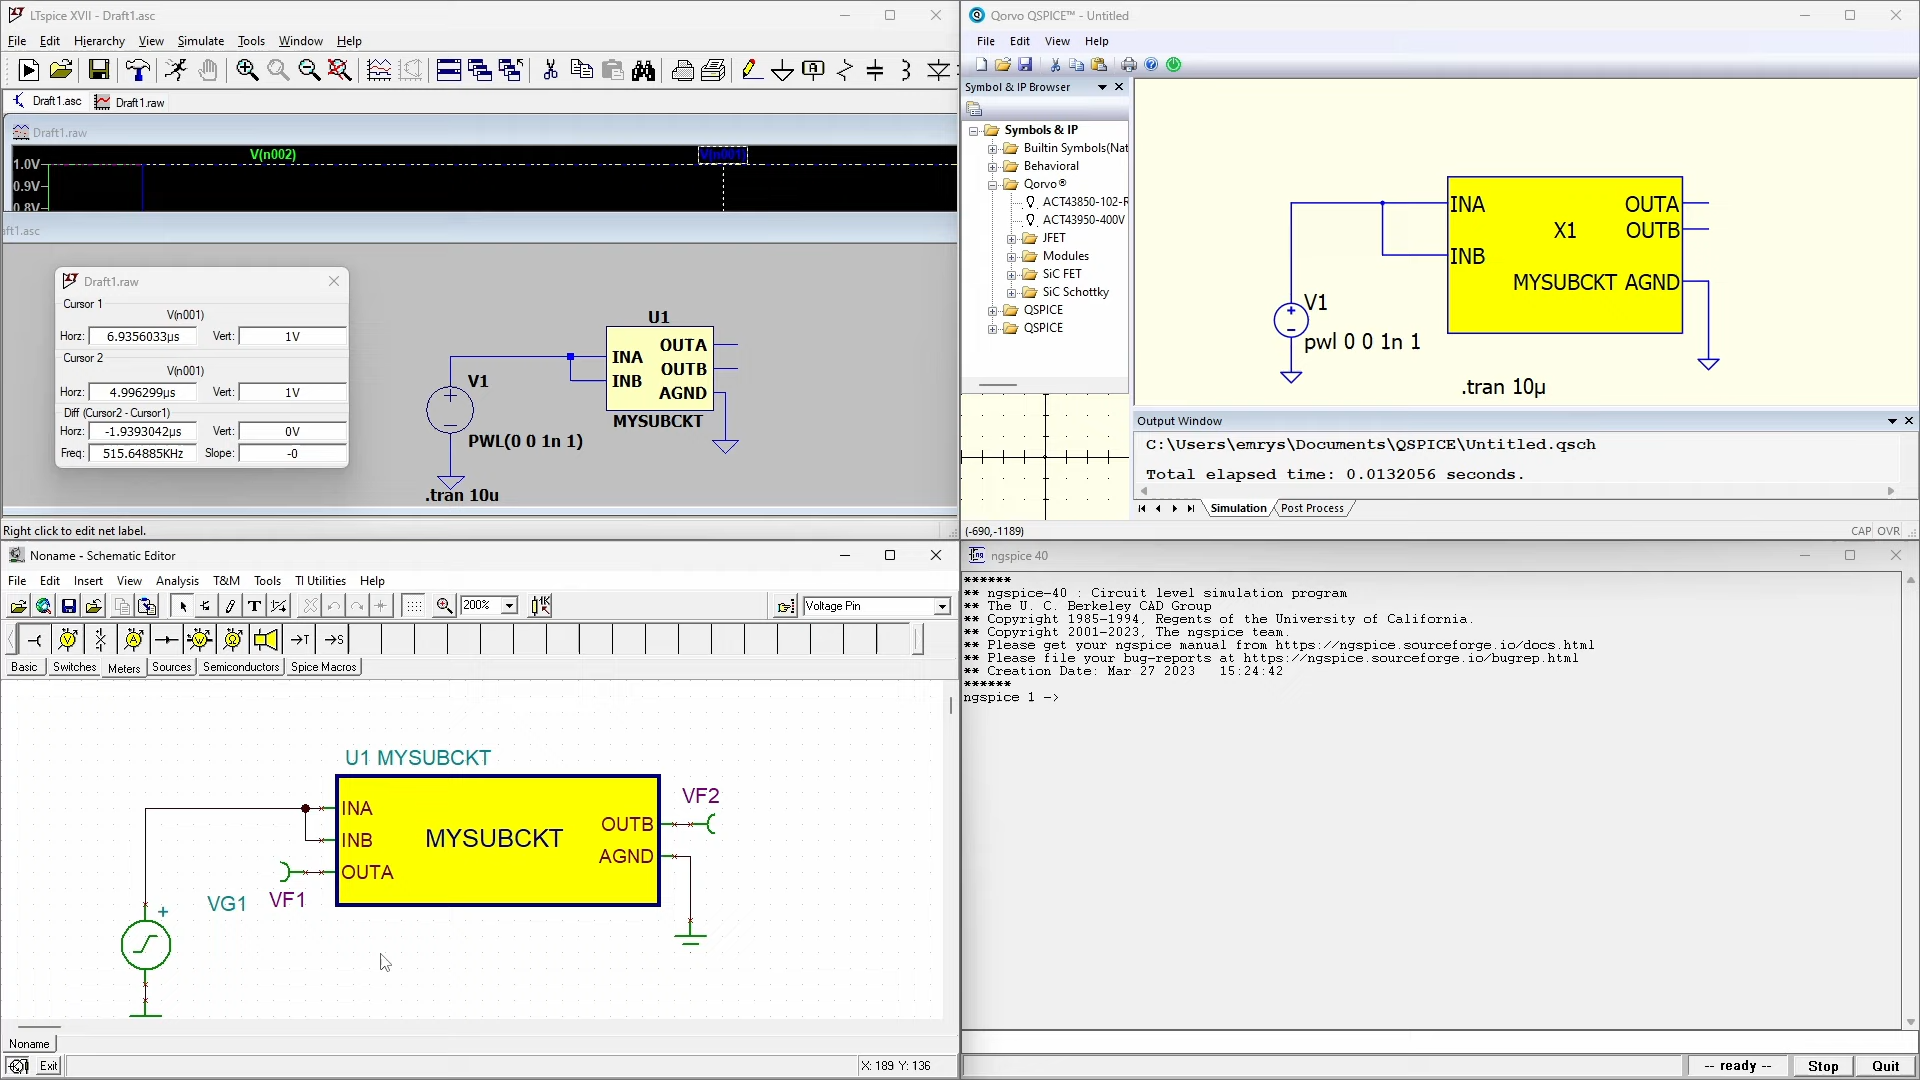 LTspice XVII - Draft1.asc
File Edit Hierarchy View Simulate Tools Window Help
Draft1.asc Draft1.raw
Draft1.raw
V(n002) V(n001)
1.0V
0.9V
0.8V
ft1.asc
Draft1.raw
Cursor 1
V(n001)
Horz: 6.9356033µs Vert: 1V
Cursor 2
V(n001)
Horz: 4.996299µs Vert: 1V
Diff (Cursor2 - Cursor1)
Horz: -1.9393042µs Vert: 0V
Freq: 515.64885KHz Slope: -0
U1
INA
INB
OUTA
OUTB
AGND
MYSUBCKT
V1
PWL(0 0 1n 1)
.tran 10u
Right click to edit net label.
Qorvo QSPICE™ - Untitled
File Edit View Help
Symbol & IP Browser
Symbols & IP
Builtin Symbols(Nat
Behavioral
Qorvo®
ACT43850-102-R
ACT43950-400V
JFET
Modules
SiC FET
SiC Schottky
QSPICE
QSPICE
INA
INB
X1
OUTA
OUTB
MYSUBCKT AGND
V1
pwl 0 0 1n 1
.tran 10µ
Output Window
C:\Users\emrys\Documents\QSPICE\Untitled.qsch
Total elapsed time: 0.0132056 seconds.
Simulation Post Process
(-690,-1189) CAP OVR
Noname - Schematic Editor
File Edit Insert View Analysis T&M Tools TI Utilities Help
200% Voltage Pin
Basic Switches Meters Sources Semiconductors Spice Macros
U1 MYSUBCKT
INA
INB
OUTA
MYSUBCKT
OUTB
AGND
VF2
VG1
VF1
Noname
Exit X: 189 Y: 136
ngspice 40
******
** ngspice-40 : Circuit level simulation program
** The U. C. Berkeley CAD Group
** Copyright 1985-1994, Regents of the University of California.
** Copyright 2001-2023, The ngspice team.
** Please get your ngspice manual from https://ngspice.sourceforge.io/docs.html
** Please file your bug-reports at https://ngspice.sourceforge.io/bugrep.html
** Creation Date: Mar 27 2023 15:24:42
******
ngspice 1 ->
-- ready -- Stop Quit